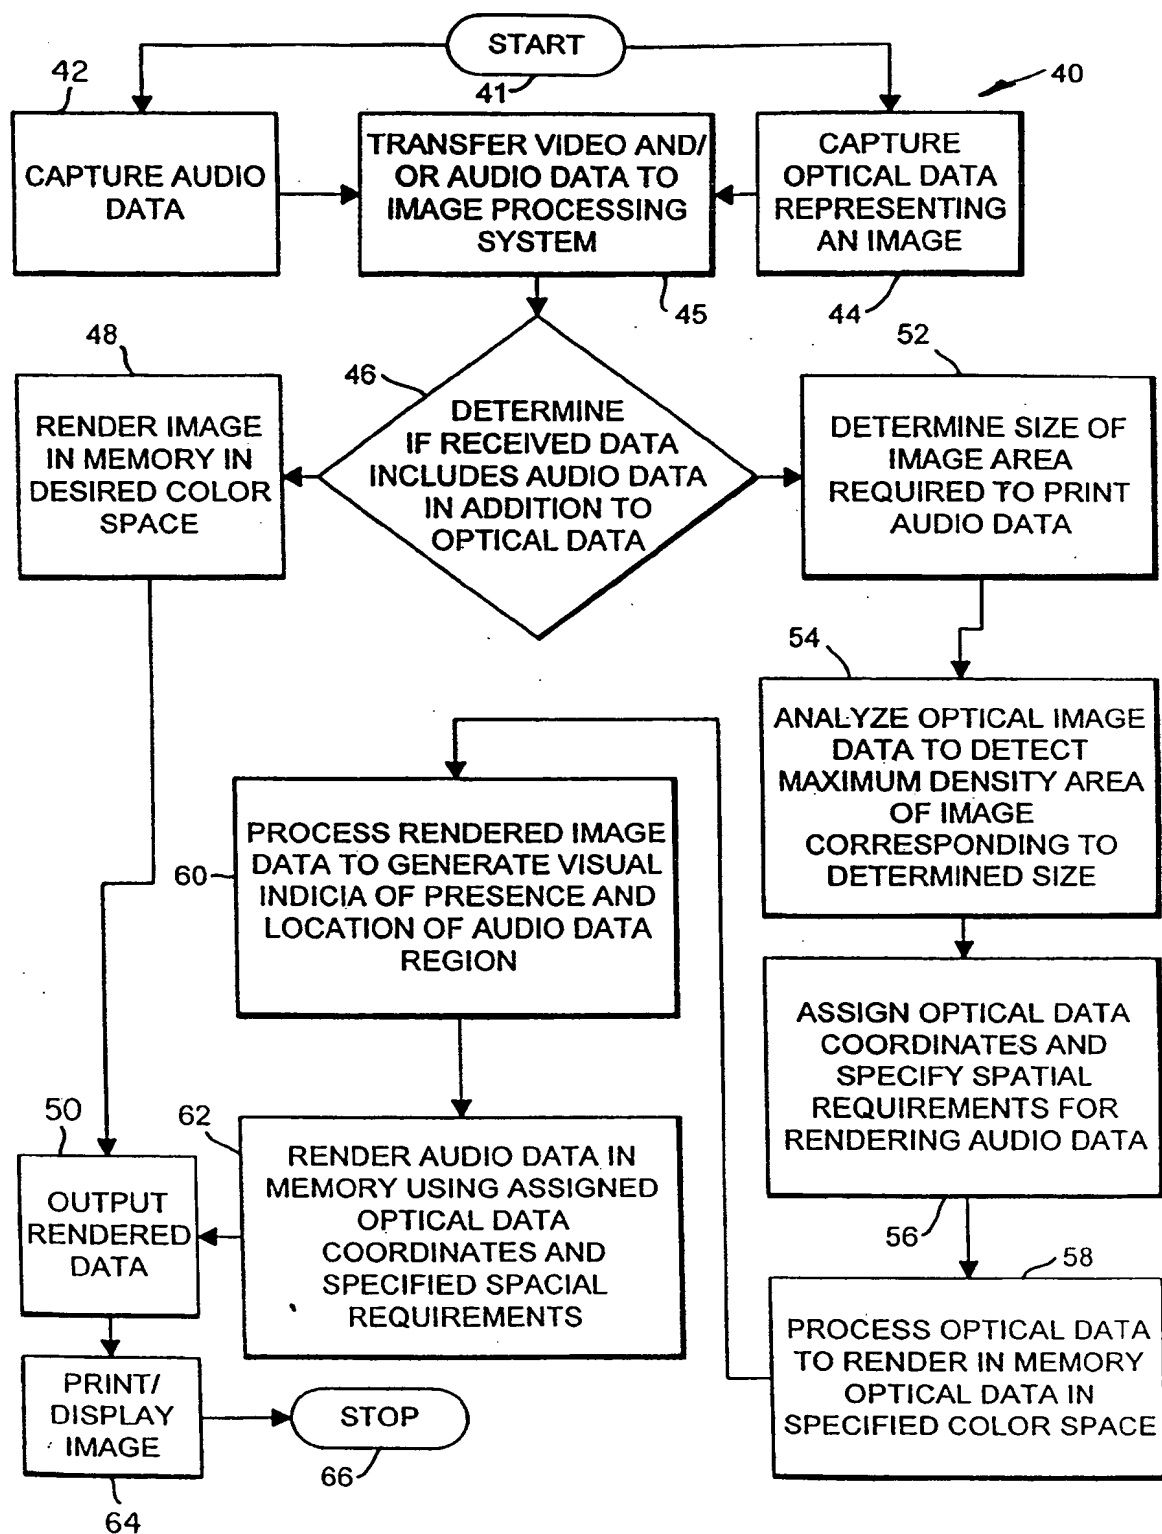 START
41
40
42
CAPTURE AUDIO
DATA
TRANSFER VIDEO AND/
OR AUDIO DATA TO
IMAGE PROCESSING
SYSTEM
45
CAPTURE
OPTICAL DATA
REPRESENTING
AN IMAGE
44
48
RENDER IMAGE
IN MEMORY IN
DESIRED COLOR
SPACE
46
DETERMINE
IF RECEIVED DATA
INCLUDES AUDIO DATA
IN ADDITION TO
OPTICAL DATA
52
DETERMINE SIZE OF
IMAGE AREA
REQUIRED TO PRINT
AUDIO DATA
54
ANALYZE OPTICAL IMAGE
DATA TO DETECT
MAXIMUM DENSITY AREA
OF IMAGE
CORRESPONDING TO
DETERMINED SIZE
ASSIGN OPTICAL DATA
COORDINATES AND
SPECIFY SPATIAL
REQUIREMENTS FOR
RENDERING AUDIO DATA
56
58
PROCESS OPTICAL DATA
TO RENDER IN MEMORY
OPTICAL DATA IN
SPECIFIED COLOR SPACE
60
PROCESS RENDERED IMAGE
DATA TO GENERATE VISUAL
INDICIA OF PRESENCE AND
LOCATION OF AUDIO DATA
REGION
62
RENDER AUDIO DATA IN
MEMORY USING ASSIGNED
OPTICAL DATA
COORDINATES AND
SPECIFIED SPACIAL
REQUIREMENTS
50
OUTPUT
RENDERED
DATA
PRINT/
DISPLAY
IMAGE
64
STOP
66